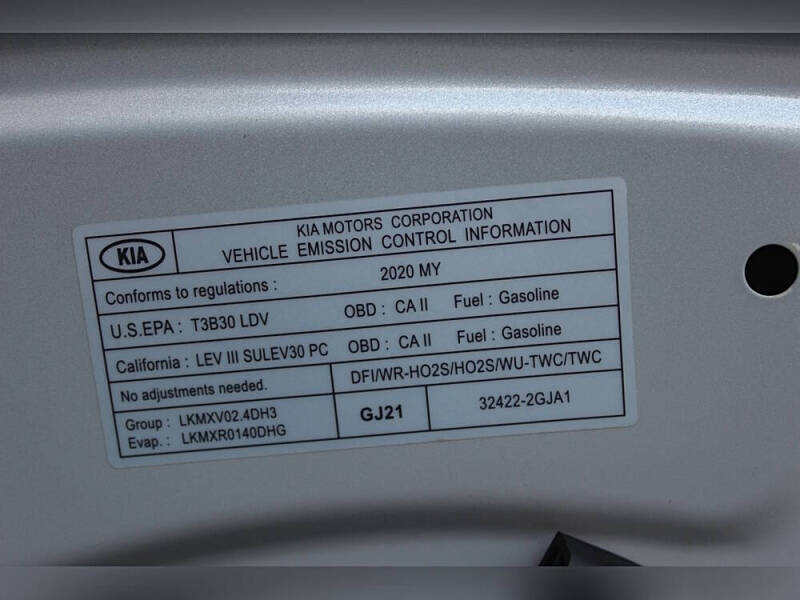 KIA
KIA MOTORS CORPORATION
VEHICLE EMISSION CONTROL INFORMATION
Conforms to regulations : 2020 MY
U.S.EPA : T3B30 LDV OBD : CA II Fuel : Gasoline
California : LEV III SULEV30 PC OBD : CA II Fuel : Gasoline
No adjustments needed. DFI/WR-HO2S/HO2S/WU-TWC/TWC
Group : LKMXV02.4DH3
Evap. : LKMXR0140DHG
GJ21
32422-2GJA1